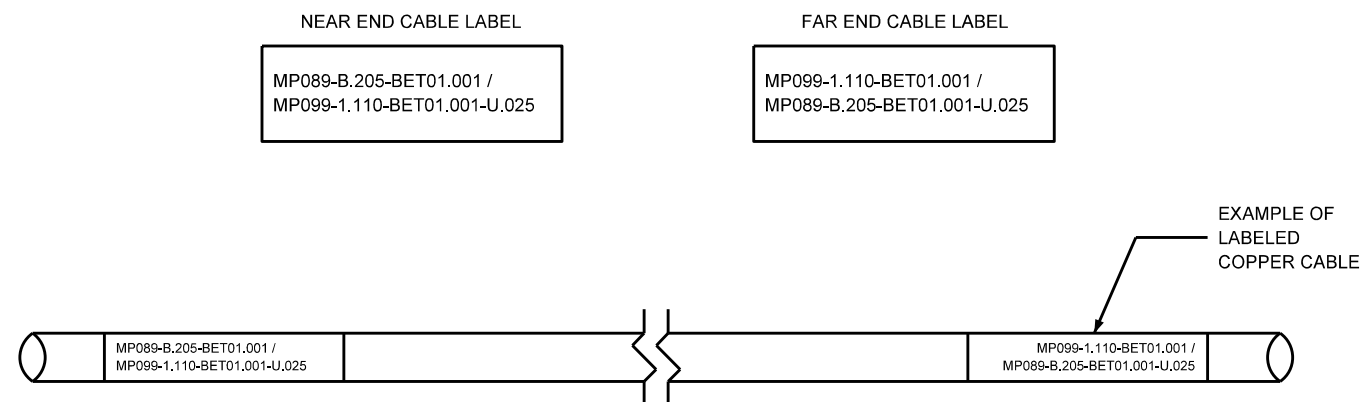 NEAR END CABLE LABEL
MP089-B.205-BET01.001 /
MP099-1.110-BET01.001-U.025
FAR END CABLE LABEL
MP099-1.110-BET01.001 /
MP089-B.205-BET01.001-U.025
EXAMPLE OF
LABELED
COPPER CABLE
MP089-B.205-BET01.001 /
MP099-1.110-BET01.001-U.025
MP099-1.110-BET01.001 /
MP089-B.205-BET01.001-U.025